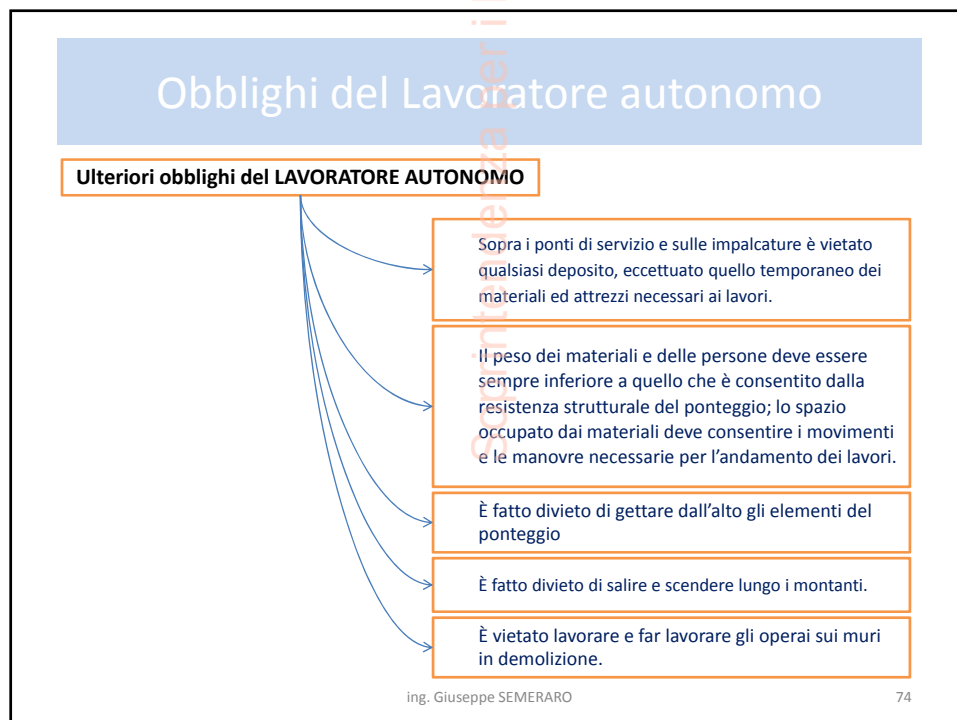 Obblighi del Lavoratore autonomo
Ulteriori obblighi del LAVORATORE AUTONOMO
Sopra i ponti di servizio e sulle impalcature è vietato
qualsiasi deposito, eccettuato quello temporaneo dei
materiali ed attrezzi necessari ai lavori.
Il peso dei materiali e delle persone deve essere
sempre inferiore a quello che è consentito dalla
resistenza strutturale del ponteggio; lo spazio
occupato dai materiali deve consentire i movimenti
e le manovre necessarie per l’andamento dei lavori.
È fatto divieto di gettare dall’alto gli elementi del
ponteggio
È fatto divieto di salire e scendere lungo i montanti.
È vietato lavorare e far lavorare gli operai sui muri
in demolizione.
ing. Giuseppe SEMERARO
74
Soprintendenza per i